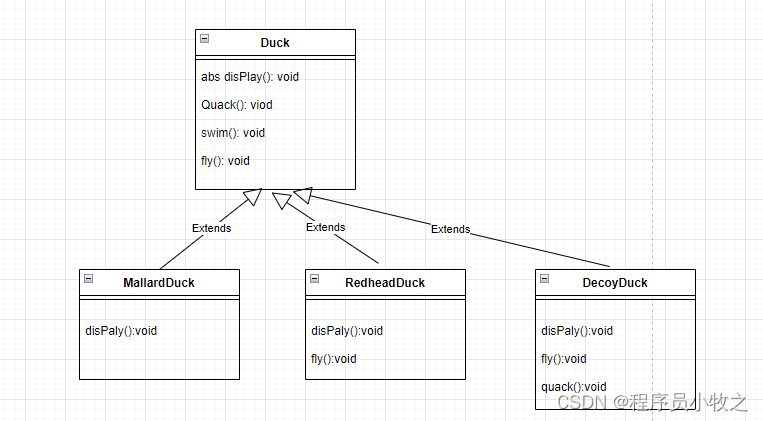 Duck
abs disPlay(): void
Quack(): viod
swim(): void
fly(): void
Extends
Extends
Extends
MallardDuck
disPaly():void
RedheadDuck
disPaly():void
fly():void
DecoyDuck
disPaly():void
fly():void
quack():void
CSDN @程序员小牧之